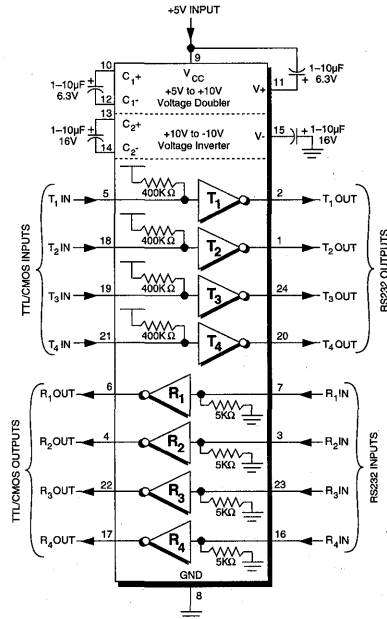 +5V INPUT
9
10
1–10µF
6.3V
12
C1+
C1-
VCC
+5V to +10V
Voltage Doubler
V+
11
1–10µF
6.3V
13
1–10µF
16V
14
C2+
C2-
+10V to -10V
Voltage Inverter
V-
15
1–10µF
16V
TTL/CMOS INPUTS
T1 IN
5
400KΩ
T1
2
T1 OUT
T2 IN
18
400KΩ
T2
1
T2 OUT
T3 IN
19
400KΩ
T3
24
T3 OUT
T4 IN
21
400KΩ
T4
20
T4 OUT
RS232 OUTPUTS
TTL/CMOS OUTPUTS
R1 OUT
6
R1
5KΩ
7
R1 IN
R2 OUT
4
R2
5KΩ
3
R2 IN
R3 OUT
22
R3
5KΩ
23
R3 IN
R4 OUT
17
R4
5KΩ
16
R4 IN
RS232 INPUTS
GND
8